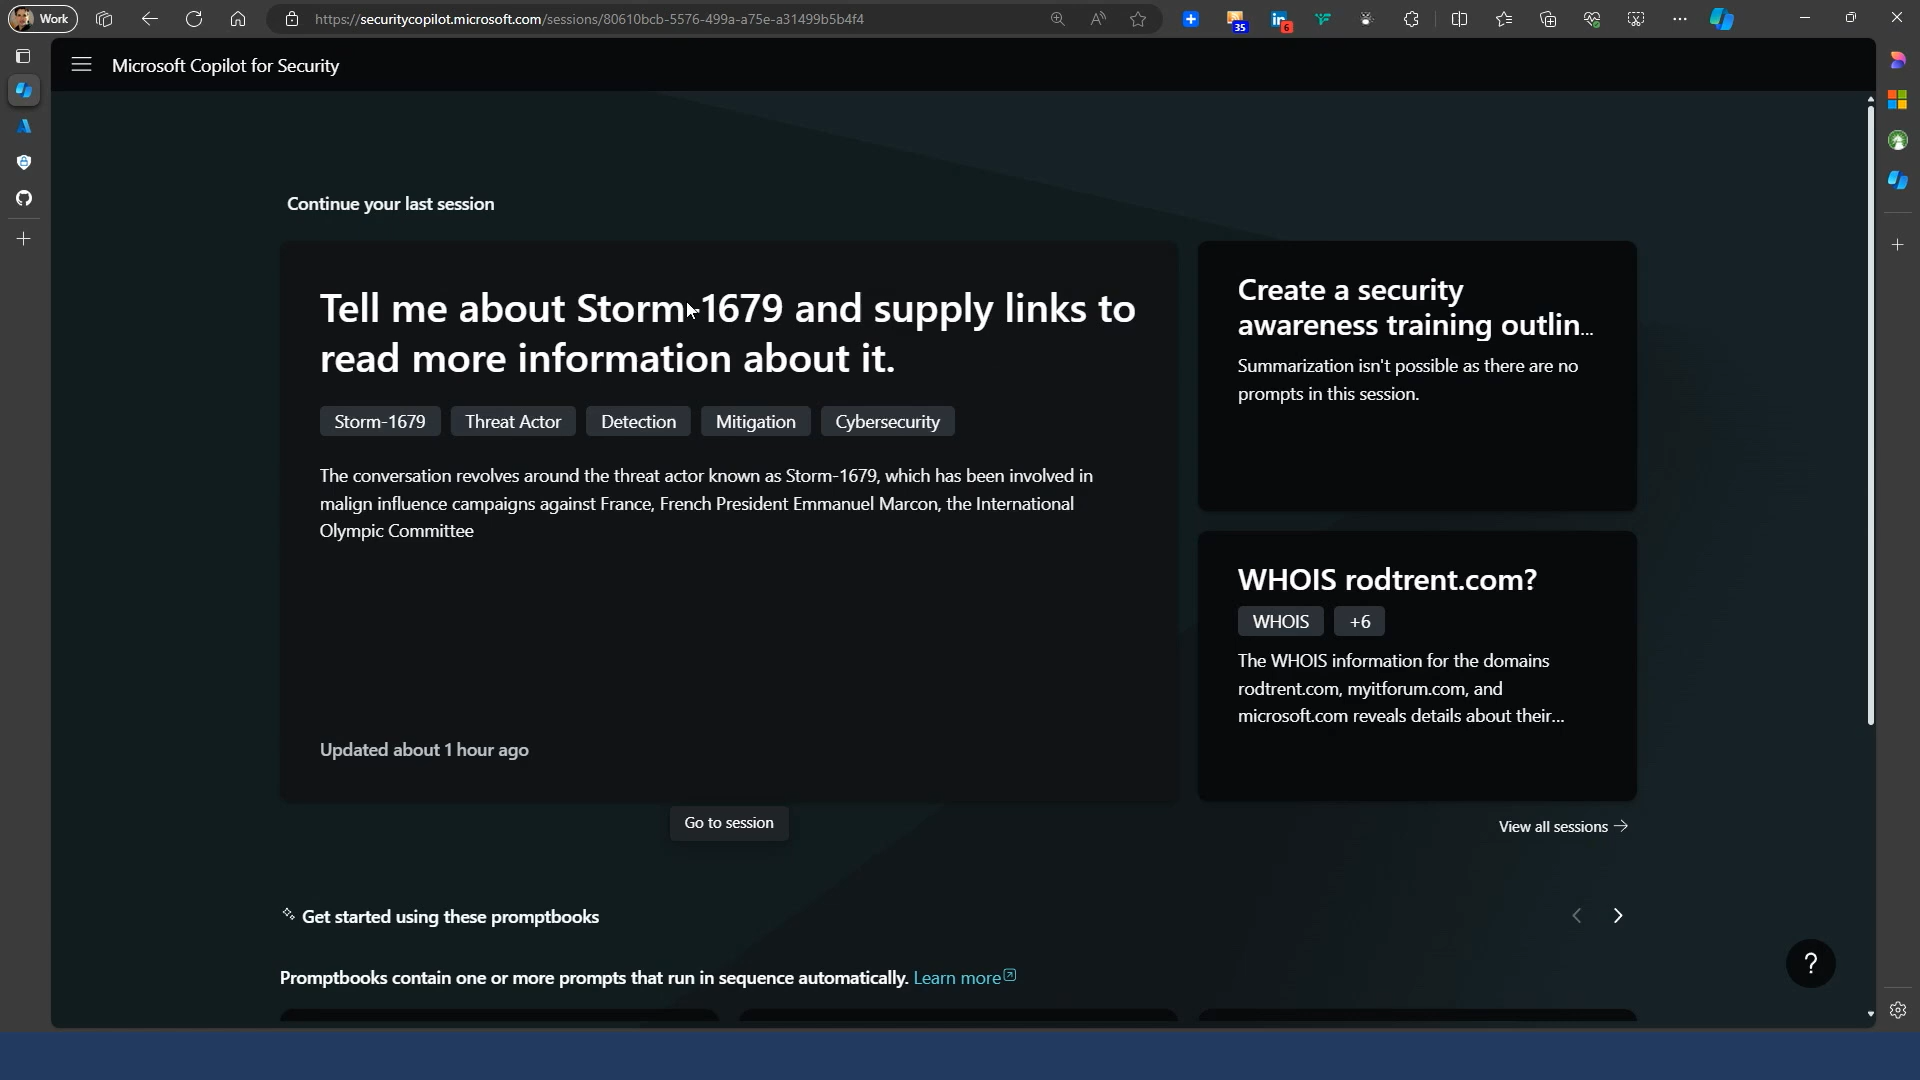 Work
https://securitycopilot.microsoft.com/sessions/80610bcb-5576-499a-a75e-a31499b5b4f4
35
6
Microsoft Copilot for Security
Continue your last session
Tell me about Storm-1679 and supply links to
read more information about it.
Storm-1679
Threat Actor
Detection
Mitigation
Cybersecurity
The conversation revolves around the threat actor known as Storm-1679, which has been involved in
malign influence campaigns against France, French President Emmanuel Marcon, the International
Olympic Committee
Updated about 1 hour ago
Go to session
Create a security
awareness training outlin...
Summarization isn't possible as there are no
prompts in this session.
WHOIS rodtrent.com?
WHOIS
+6
The WHOIS information for the domains
rodtrent.com, myitforum.com, and
microsoft.com reveals details about their...
View all sessions
Get started using these promptbooks
Promptbooks contain one or more prompts that run in sequence automatically. Learn more
?